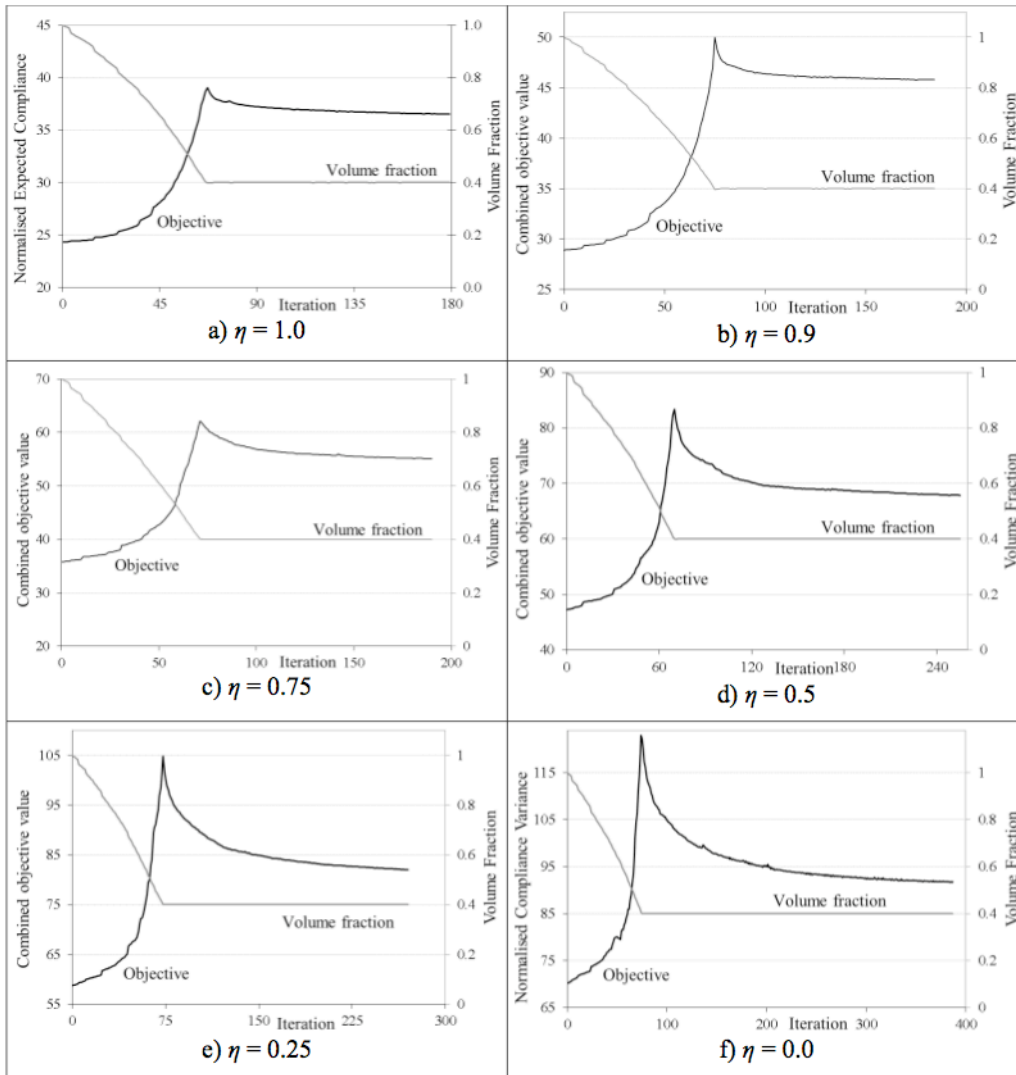 45
40
35
30
25
20
Normalised Expected Compliance
1.0
0.8
0.6
0.4
0.2
0.0
Volume Fraction
Volume fraction
Objective
0
45
90
135
180
Iteration
a) η = 1.0
50
45
40
35
30
25
Combined objective value
1
0.8
0.6
0.4
0.2
0
Volume Fraction
Volume fraction
Objective
0
50
100
150
200
Iteration
b) η = 0.9
70
60
50
40
30
20
Combined objective value
1
0.8
0.6
0.4
0.2
0
Volume Fraction
Volume fraction
Objective
0
50
100
150
200
Iteration
c) η = 0.75
90
80
70
60
50
40
Combined objective value
1
0.8
0.6
0.4
0.2
0
Volume Fraction
Volume fraction
Objective
0
60
120
180
240
Iteration
d) η = 0.5
105
95
85
75
65
55
Combined objective value
1
0.8
0.6
0.4
0.2
0
Volume Fraction
Volume fraction
Objective
0
75
150
225
300
Iteration
e) η = 0.25
115
105
95
85
75
65
Normalised Compliance Variance
1
0.8
0.6
0.4
0.2
0
Volume Fraction
Volume fraction
Objective
0
100
200
300
400
Iteration
f) η = 0.0